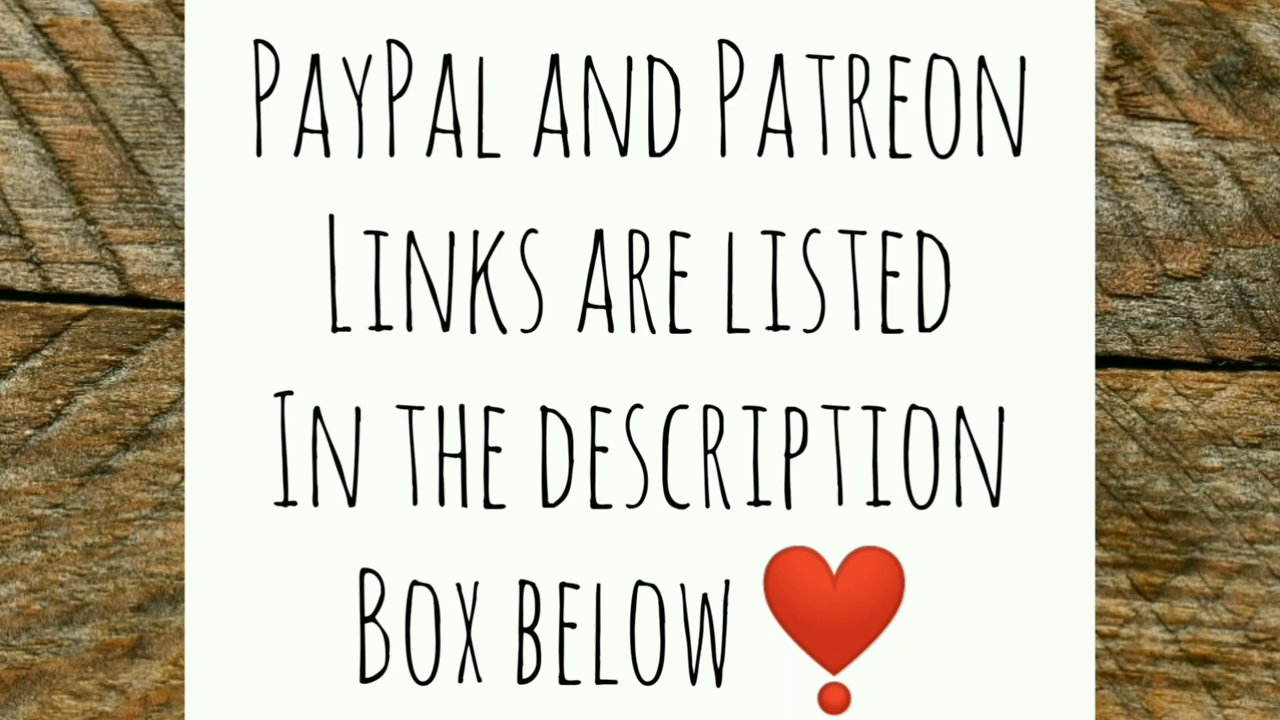 PayPal and Patreon
Links are listed
In the description
Box below ❣